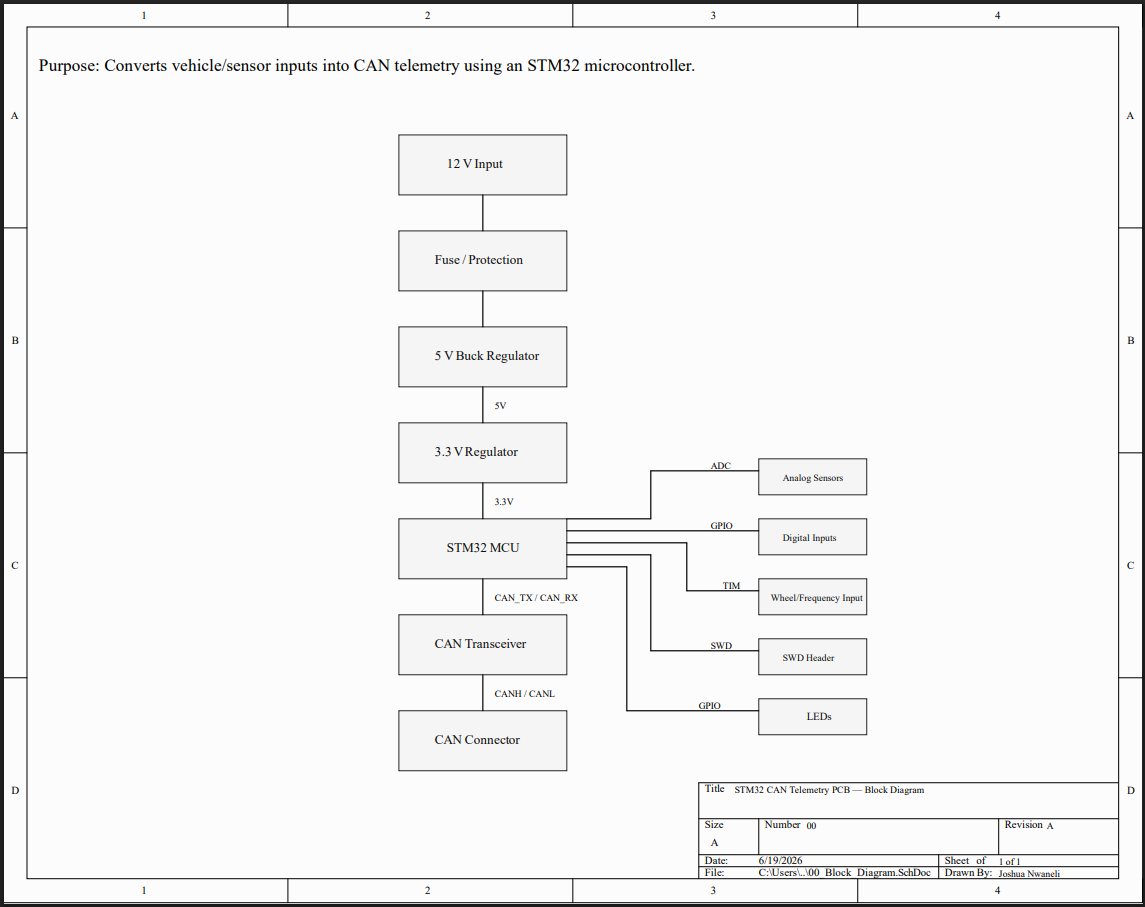 1 2 3 4
Purpose: Converts vehicle/sensor inputs into CAN telemetry using an STM32 microcontroller.
A A
12 V Input
Fuse / Protection
B B
5 V Buck Regulator
5V
3.3 V Regulator
ADC
Analog Sensors
3.3V
GPIO
Digital Inputs
STM32 MCU
C C
TIM
Wheel/Frequency Input
CAN_TX / CAN_RX
CAN Transceiver
SWD
SWD Header
CANH / CANL
GPIO
LEDs
CAN Connector
D D
Title STM32 CAN Telemetry PCB — Block Diagram
Size Number 00 Revision A
A
Date: 6/19/2026 Sheet of 1 of 1
File: C:\Users\..\00_Block_Diagram.SchDoc Drawn By: Joshua Nwaneli
1 2 3 4